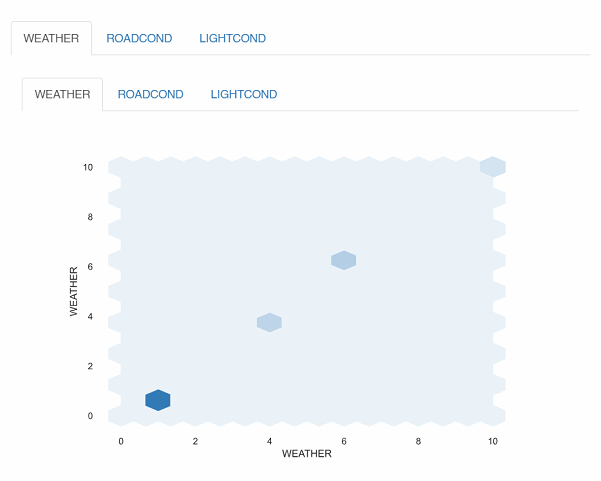 WEATHER ROADCOND LIGHTCOND
WEATHER ROADCOND LIGHTCOND
10
8
6
4
2
0
WEATHER
0 2 4 6 8 10
WEATHER